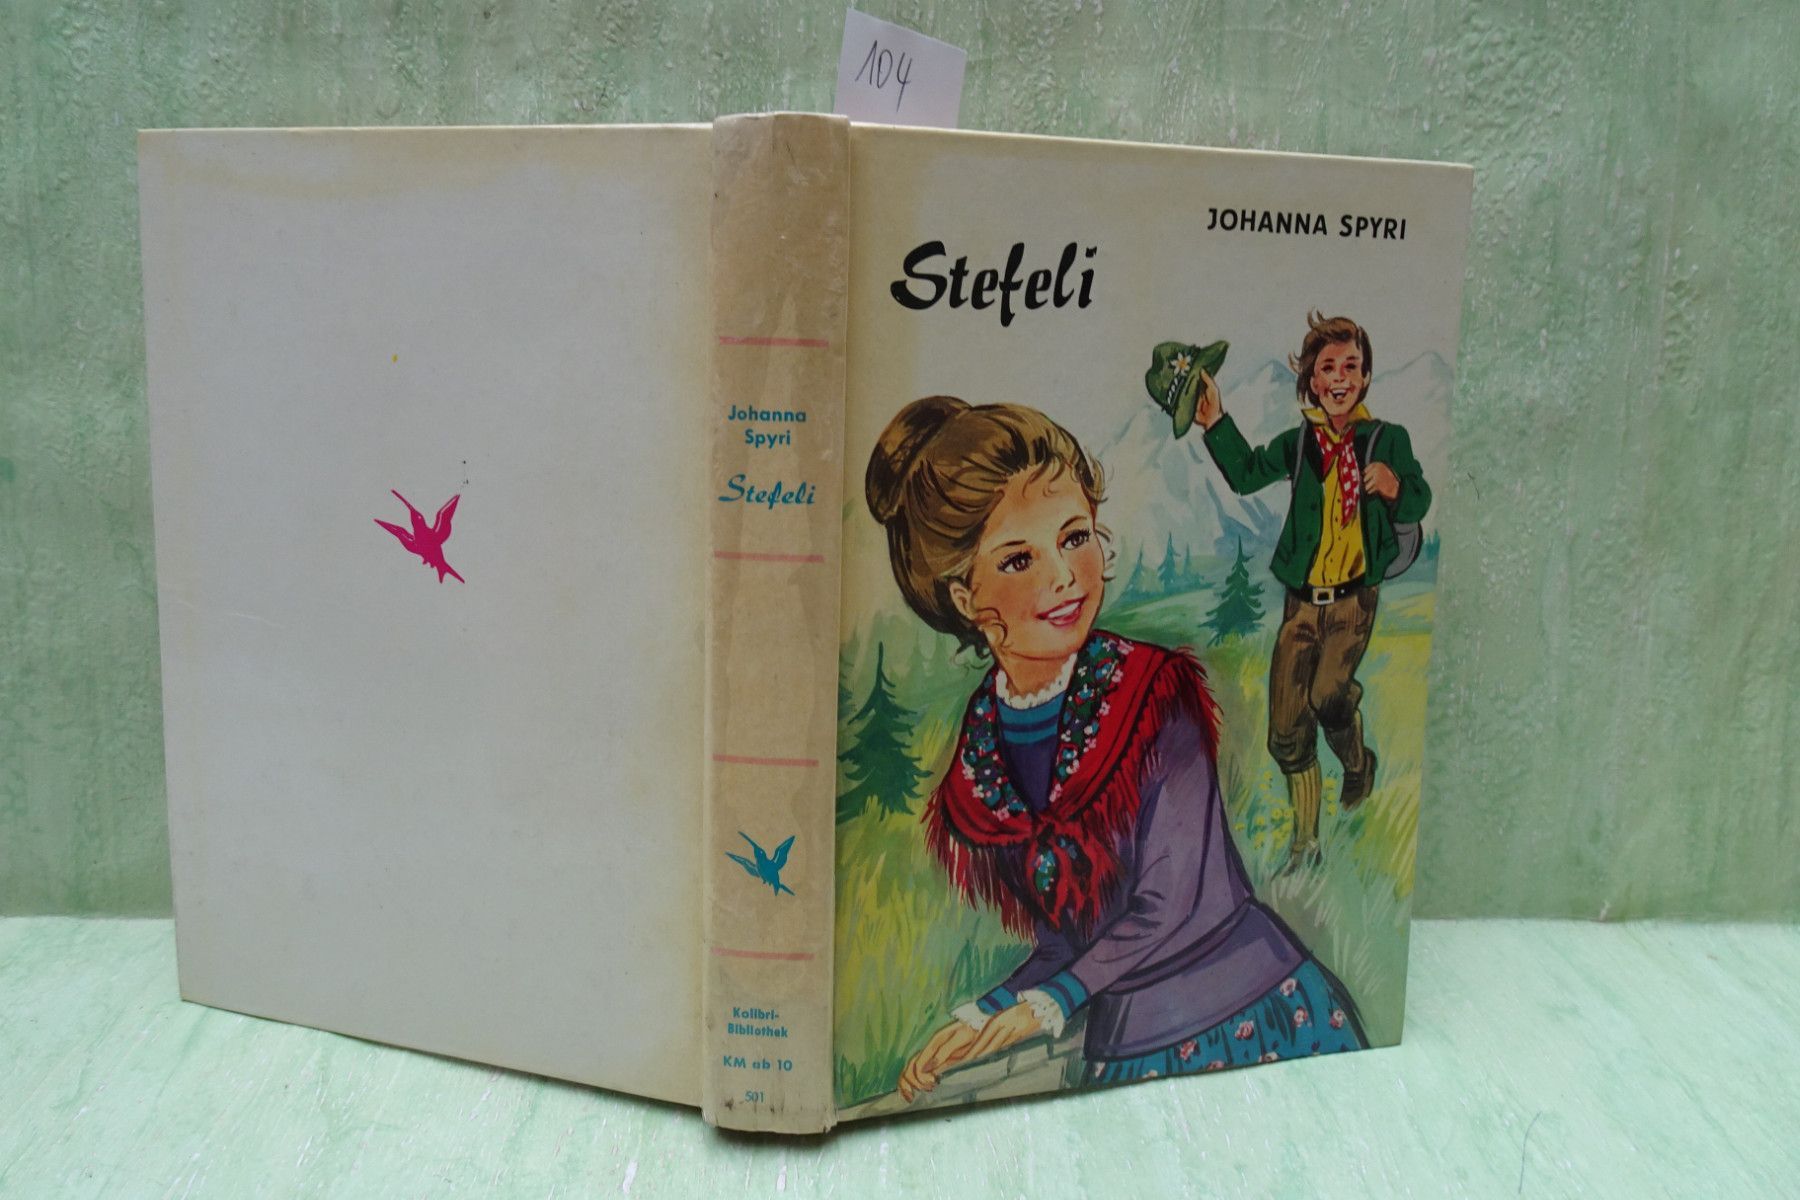 104
JOHANNA SPYRI
Stefeli
Johanna
Spyri
Stefeli
Kolibri-
Bibliothek
KM ab 10
501